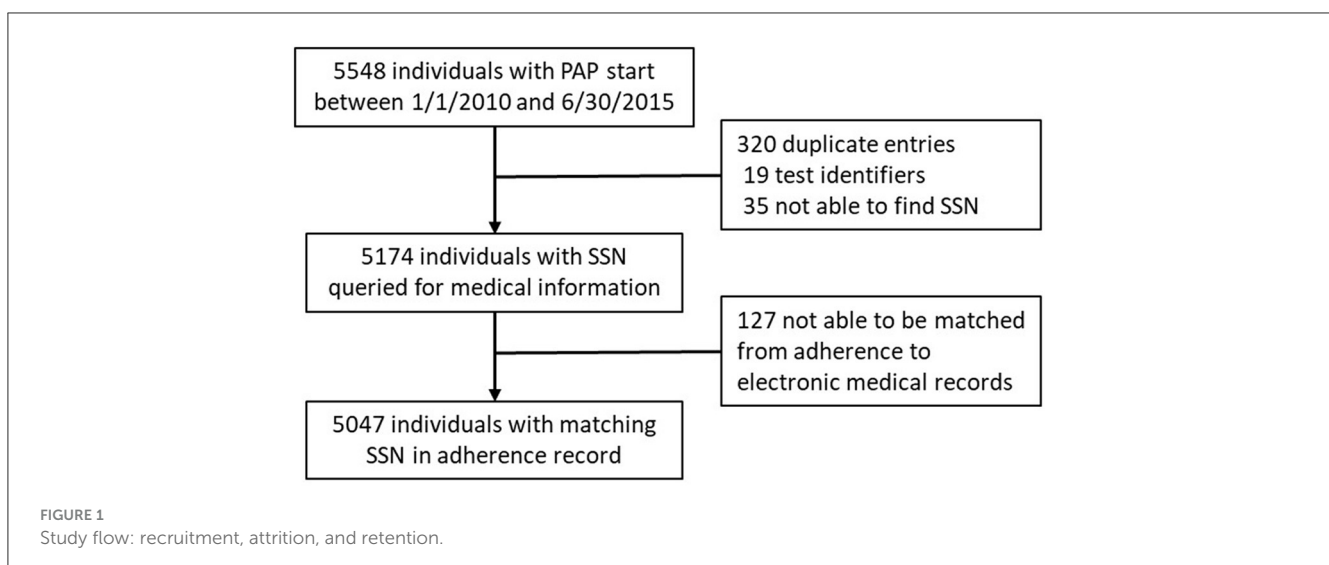 5548 individuals with PAP start
between 1/1/2010 and 6/30/2015
320 duplicate entries
19 test identifiers
35 not able to find SSN
5174 individuals with SSN
queried for medical information
127 not able to be matched
from adherence to
electronic medical records
5047 individuals with matching
SSN in adherence record
FIGURE 1
Study flow: recruitment, attrition, and retention.